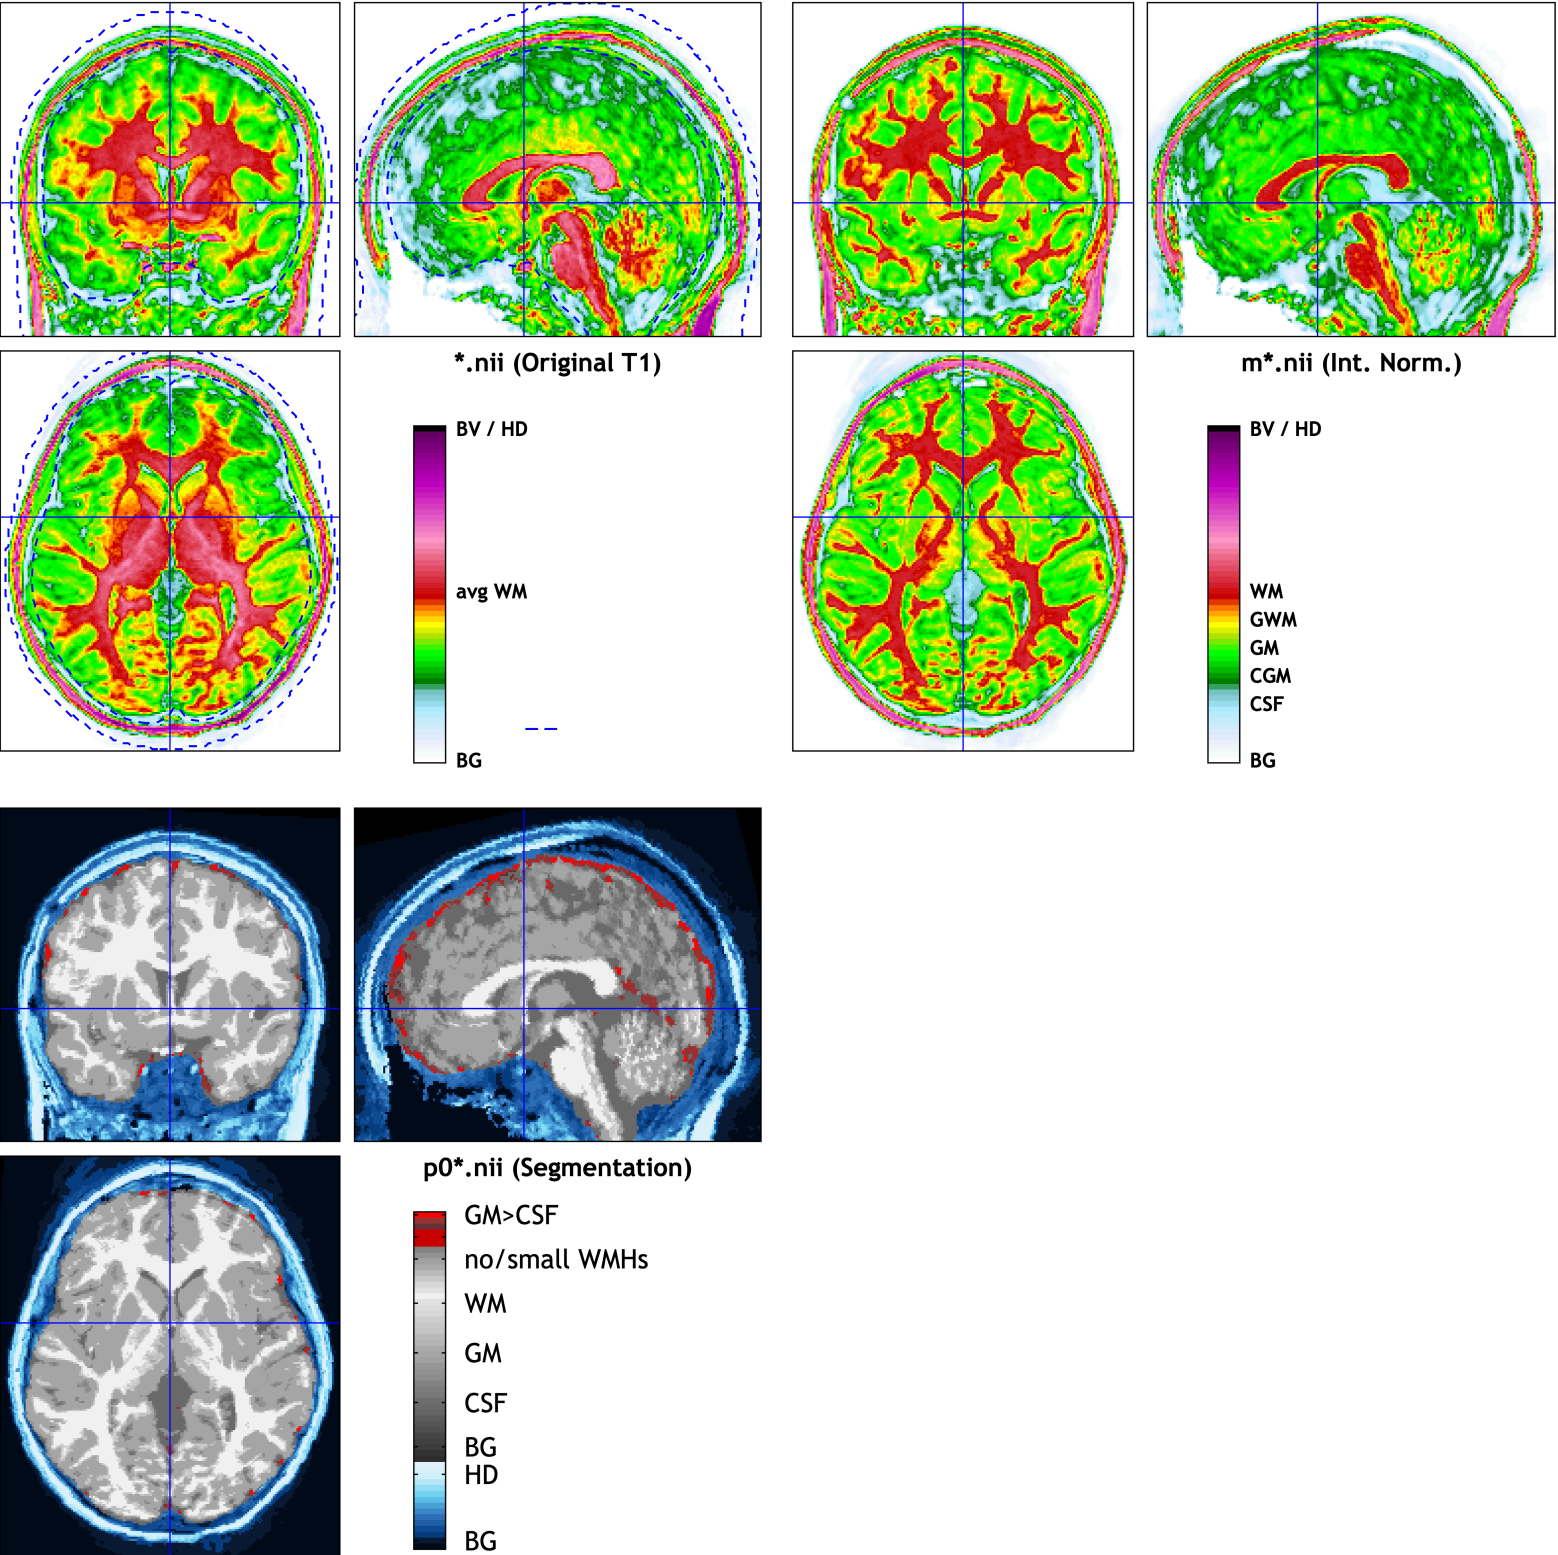 *.nii (Original T1)
BV / HD
avg WM
BG
m*.nii (Int. Norm.)
BV / HD
WM
GWM
GM
CGM
CSF
BG
p0*.nii (Segmentation)
GM>CSF
no/small WMHs
WM
GM
CSF
BG
HD
BG